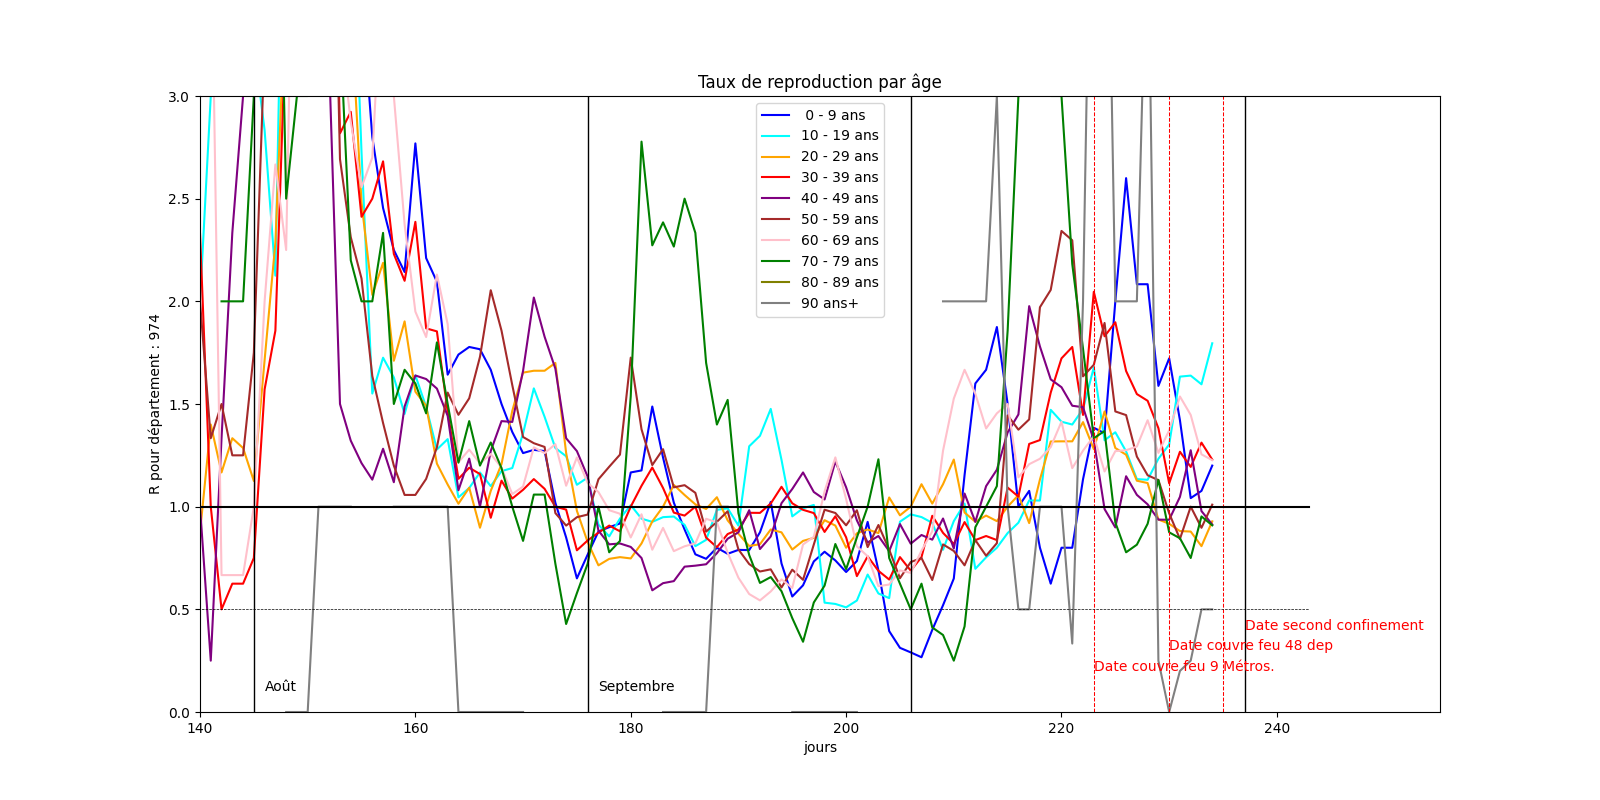 Taux de reproduction par âge
R pour département : 974
3.0
2.5
2.0
1.5
1.0
0.5
0.0
0 - 9 ans
10 - 19 ans
20 - 29 ans
30 - 39 ans
40 - 49 ans
50 - 59 ans
60 - 69 ans
70 - 79 ans
80 - 89 ans
90 ans+
Date second confinement
Date couvre feu 48 dep
Date couvre feu 9 Métros.
Août
Septembre
140
160
180
200
220
240
jours